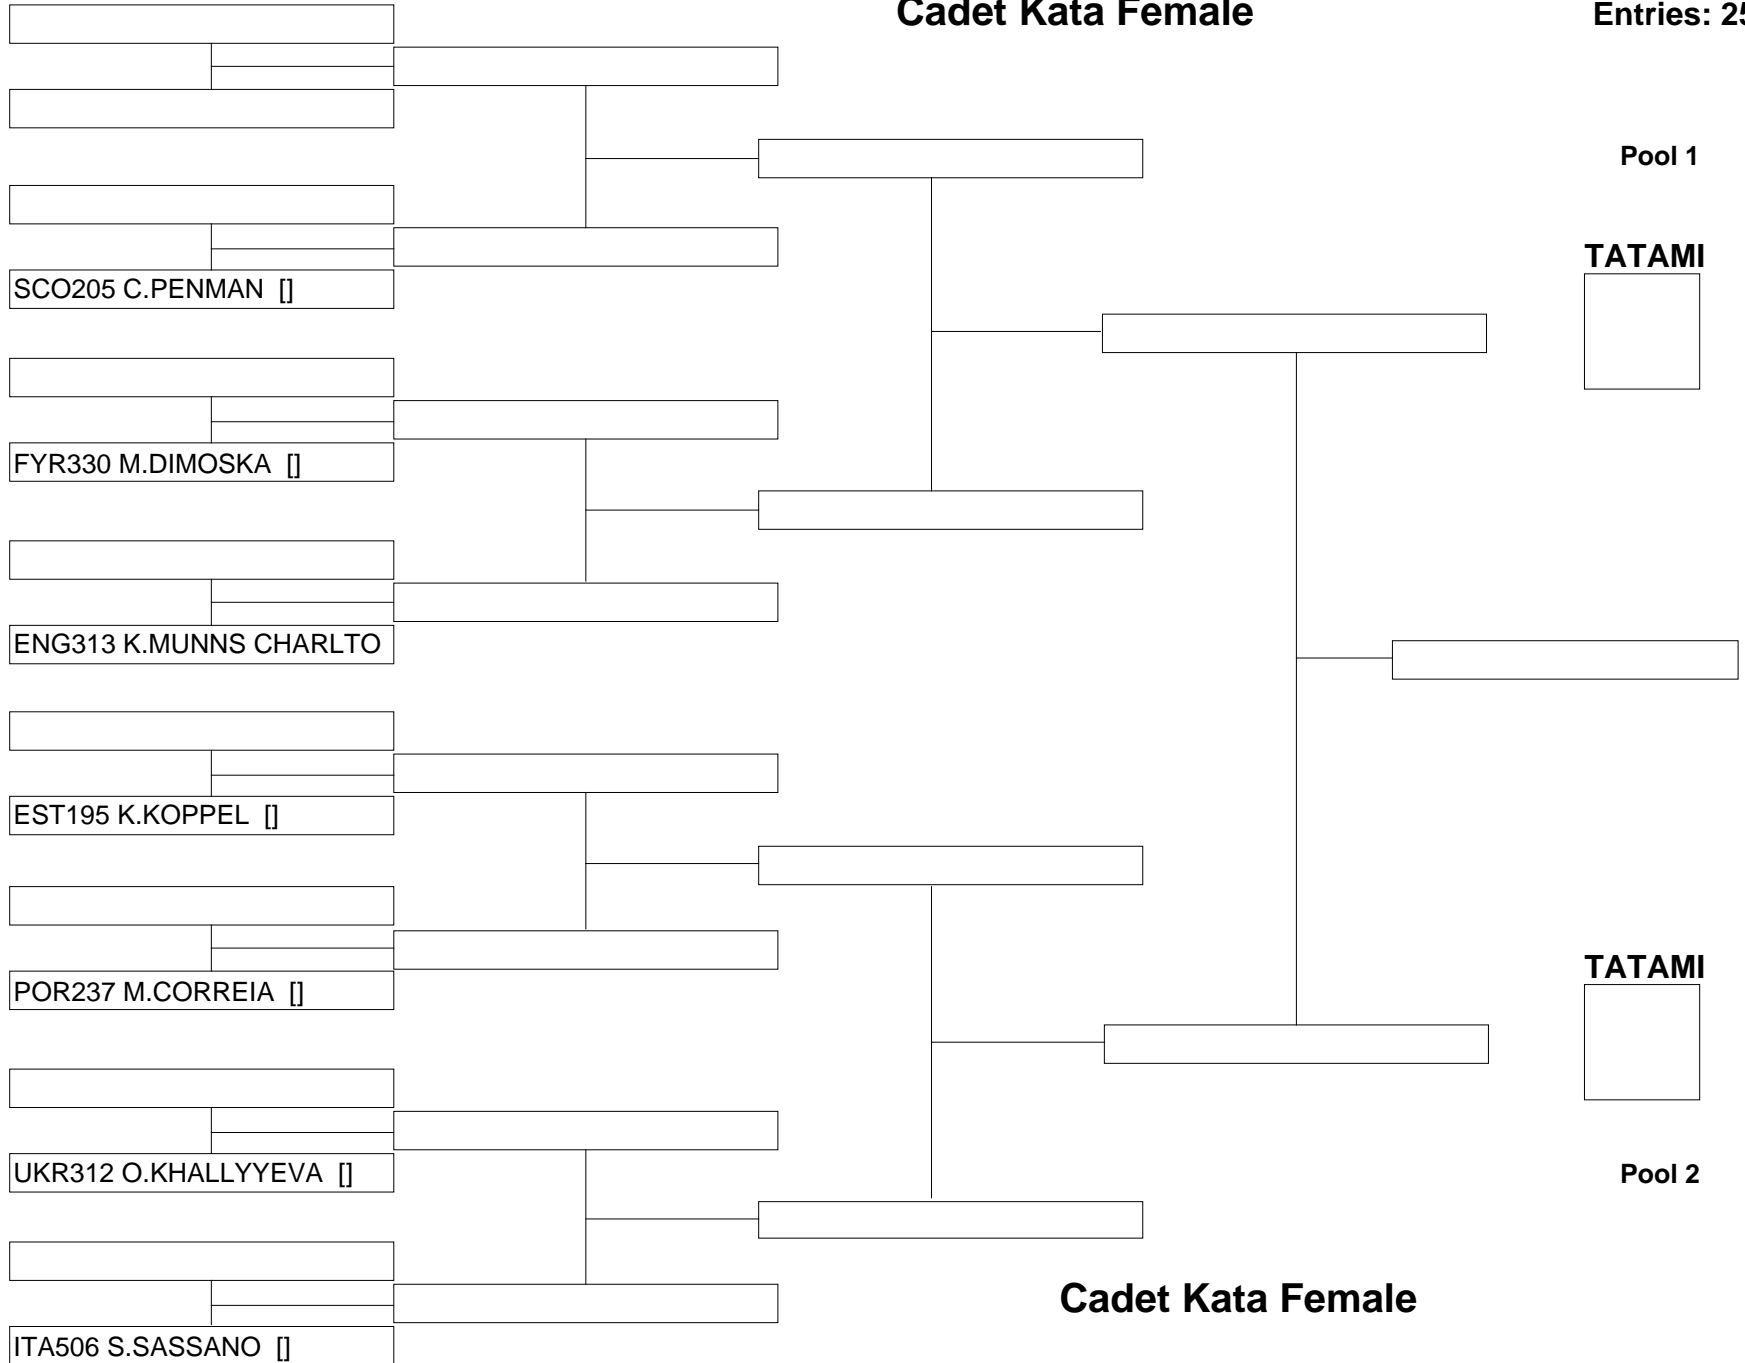 Cadet Kata Female
Entries: 25
Pool 1
TATAMI
SCO205 C.PENMAN []
FYR330 M.DIMOSKA []
ENG313 K.MUNNS CHARLTO
EST195 K.KOPPEL []
POR237 M.CORREIA []
TATAMI
UKR312 O.KHALLYYEVA []
Pool 2
Cadet Kata Female
ITA506 S.SASSANO []